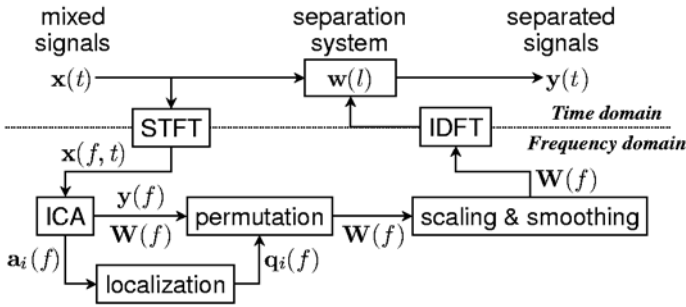 mixed signals
separation system
separated signals
x(t)
w(l)
y(t)
STFT
IDFT
Time domain
Frequency domain
x(f, t)
W(f)
ICA
y(f)
W(f)
permutation
W(f)
scaling & smoothing
a_i(f)
localization
q_i(f)